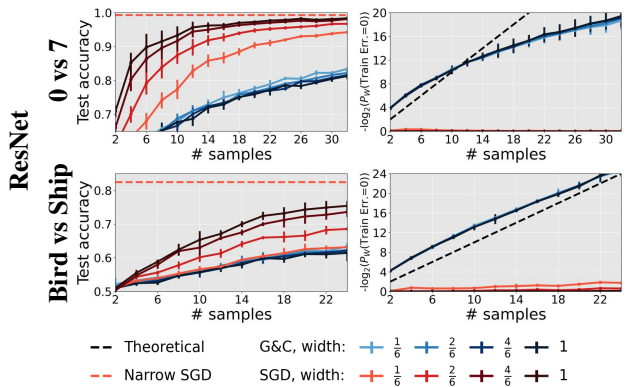 ResNet
0 vs 7
Test accuracy
1.0
0.9
0.8
0.7
2 6 10 14 18 22 26 30
# samples
-log₂(P_W(Train Err.=0))
20
16
12
8
4
0
2 6 10 14 18 22 26 30
# samples
Bird vs Ship
Test accuracy
0.8
0.7
0.6
0.5
2 6 10 14 18 22
# samples
-log₂(P_W(Train Err.=0))
24
20
16
12
8
4
0
2 6 10 14 18 22
# samples
Theoretical G&C, width: 1/6 2/6 4/6 1
Narrow SGD SGD, width: 1/6 2/6 4/6 1